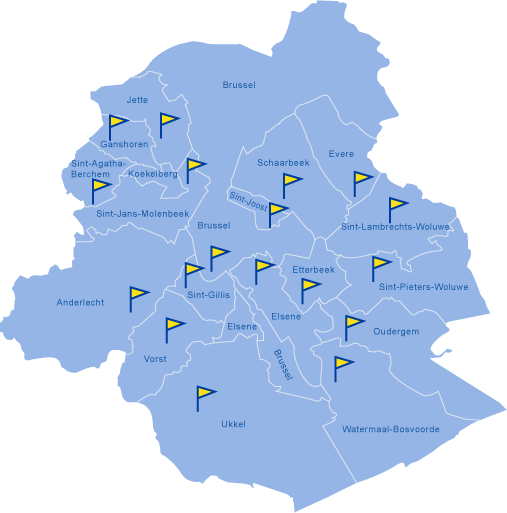 Brussel
Jette
Ganshoren
Evere
Schaarbeek
Sint-Agatha-
Berchem
Koekelberg
Sint-Joost
Sint-Jans-Molenbeek
Brussel
Sint-Lambrechts-Woluwe
Etterbeek
Sint-Pieters-Woluwe
Sint-Gillis
Anderlecht
Elsene
Elsene
Oudergem
Vorst
Brussel
Ukkel
Watermaal-Bosvoorde